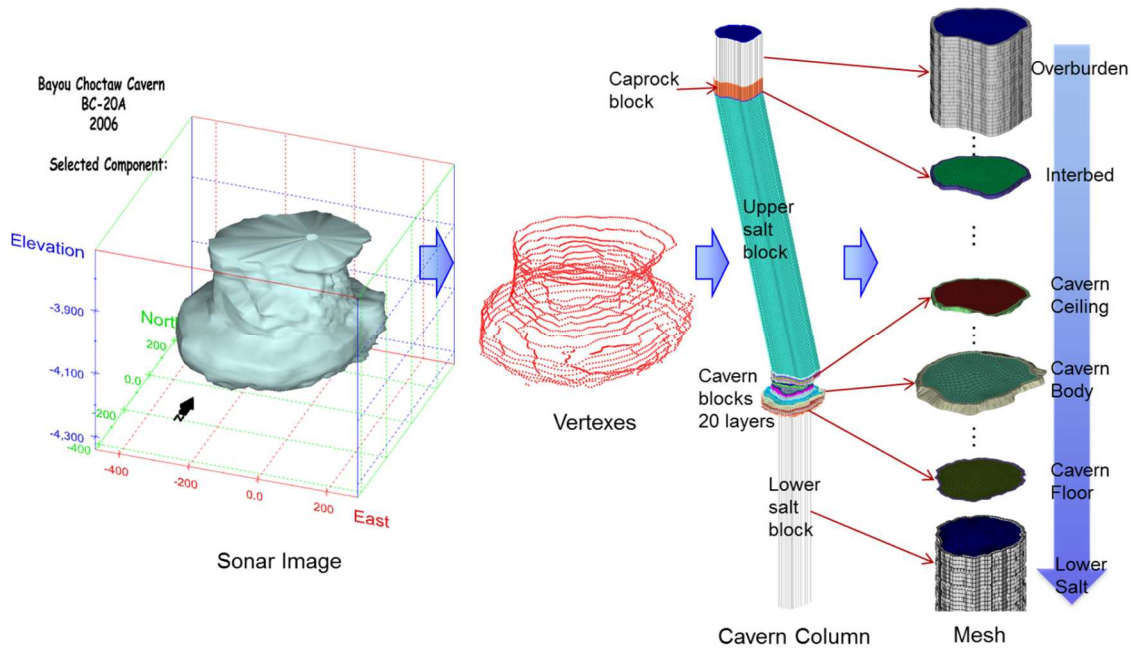 Bayou Choctaw Cavern
BC-20A
2006
Selected Component:
Elevation
-3,900
-4,100
-4,300
North
200
0.0
-200
-400
-400
-200
0.0
200
East
N
Sonar Image
Vertexes
Caprock
block
Upper
salt
block
Cavern
blocks
20 layers
Lower
salt
block
Cavern Column
Overburden
Interbed
Cavern
Ceiling
Cavern
Body
Cavern
Floor
Lower
Salt
Mesh